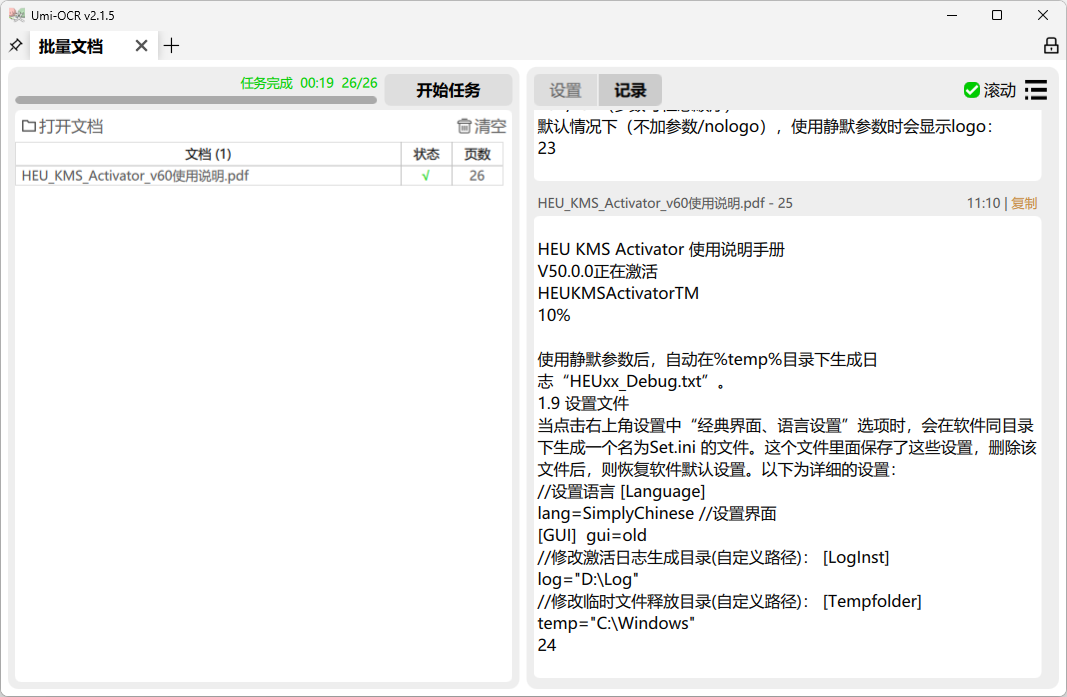 Umi-OCR v2.1.5
批量文档
任务完成 00:19 26/26
开始任务
打开文档
清空
文档 (1) 状态 页数
HEU_KMS_Activator_v60使用说明.pdf √ 26
设置 记录
滚动
默认情况下（不加参数/nologo），使用静默参数时会显示logo：
23
HEU_KMS_Activator_v60使用说明.pdf - 25
11:10 | 复制
HEU KMS Activator 使用说明手册
V50.0.0正在激活
HEUKMSActivatorTM
10%
使用静默参数后，自动在%temp%目录下生成日
志“HEUxx_Debug.txt”。
1.9 设置文件
当点击右上角设置中“经典界面、语言设置”选项时，会在软件同目录
下生成一个名为Set.ini 的文件。这个文件里面保存了这些设置，删除该
文件后，则恢复软件默认设置。以下为详细的设置：
//设置语言 [Language]
lang=SimplyChinese //设置界面
[GUI] gui=old
//修改激活日志生成目录(自定义路径)： [LogInst]
log="D:\Log"
//修改临时文件释放目录(自定义路径)： [Tempfolder]
temp="C:\Windows"
24